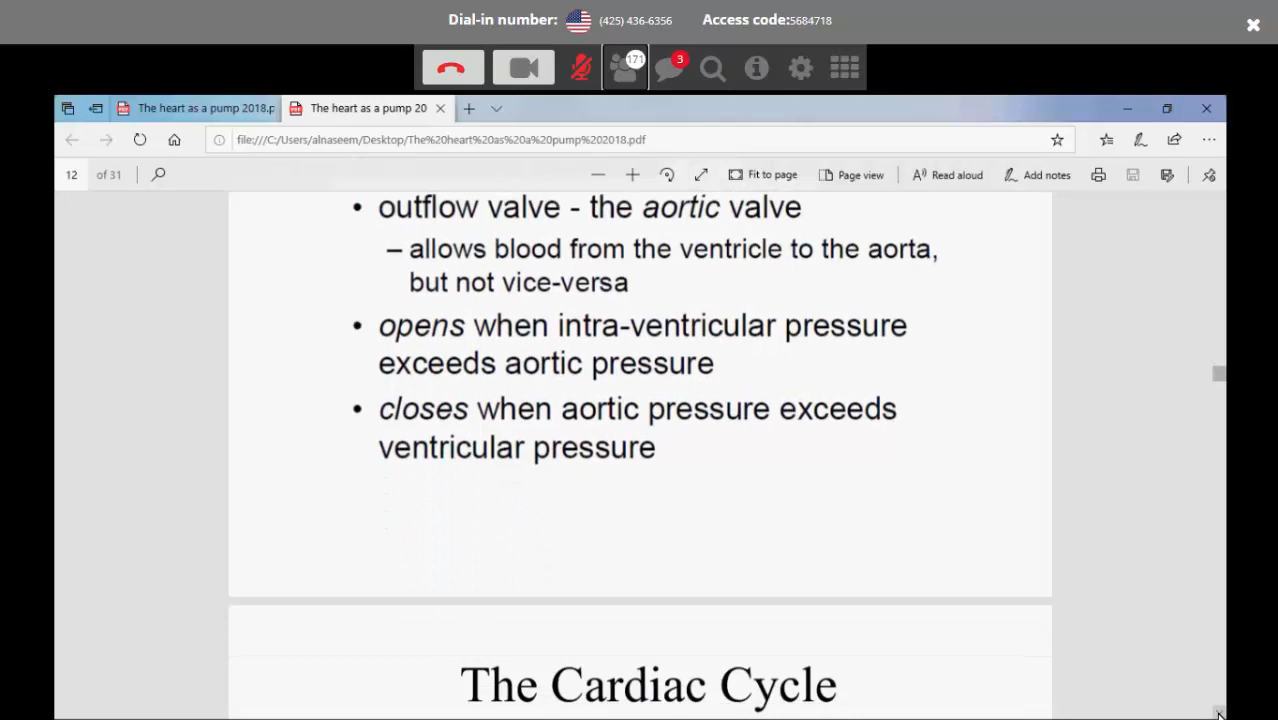 Dial-in number: (425) 436-6356 Access code:5684718
171
3
The heart as a pump 2018.p
The heart as a pump 20
file:///C:/Users/alnaseem/Desktop/The%20heart%20as%20a%20pump%202018.pdf
12 of 31
Fit to page
Page view
Read aloud
Add notes
• outflow valve - the aortic valve
– allows blood from the ventricle to the aorta,
but not vice-versa
• opens when intra-ventricular pressure
exceeds aortic pressure
• closes when aortic pressure exceeds
ventricular pressure
The Cardiac Cycle